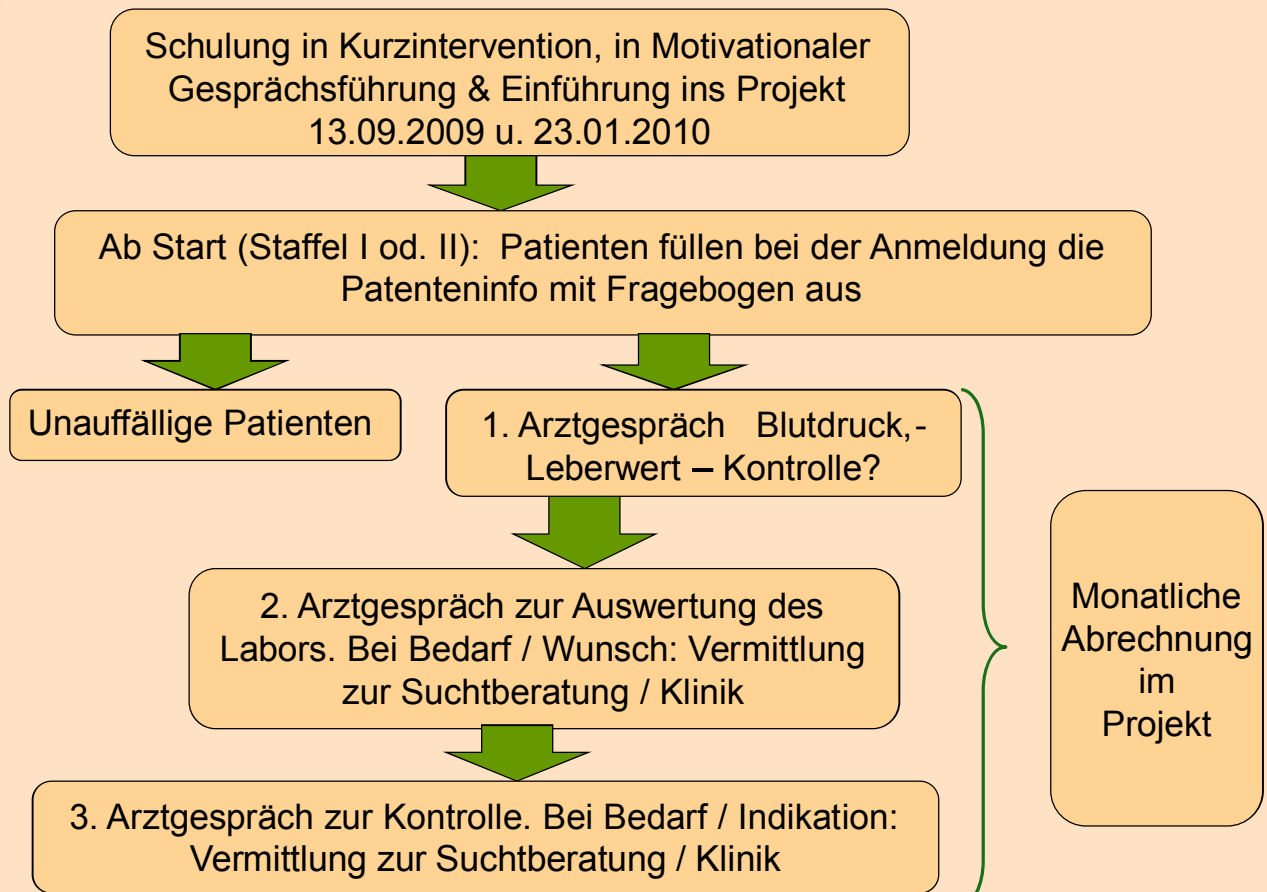 Schulung in Kurzintervention, in Motivationaler
Gesprächsführung & Einführung ins Projekt
13.09.2009 u. 23.01.2010
Ab Start (Staffel I od. II):  Patienten füllen bei der Anmeldung die
Patenteninfo mit Fragebogen aus
Unauffällige Patienten
1. Arztgespräch   Blutdruck,-
Leberwert – Kontrolle?
2. Arztgespräch zur Auswertung des
Labors. Bei Bedarf / Wunsch: Vermittlung
zur Suchtberatung / Klinik
3. Arztgespräch zur Kontrolle. Bei Bedarf / Indikation:
Vermittlung zur Suchtberatung / Klinik
Monatliche
Abrechnung
im
Projekt